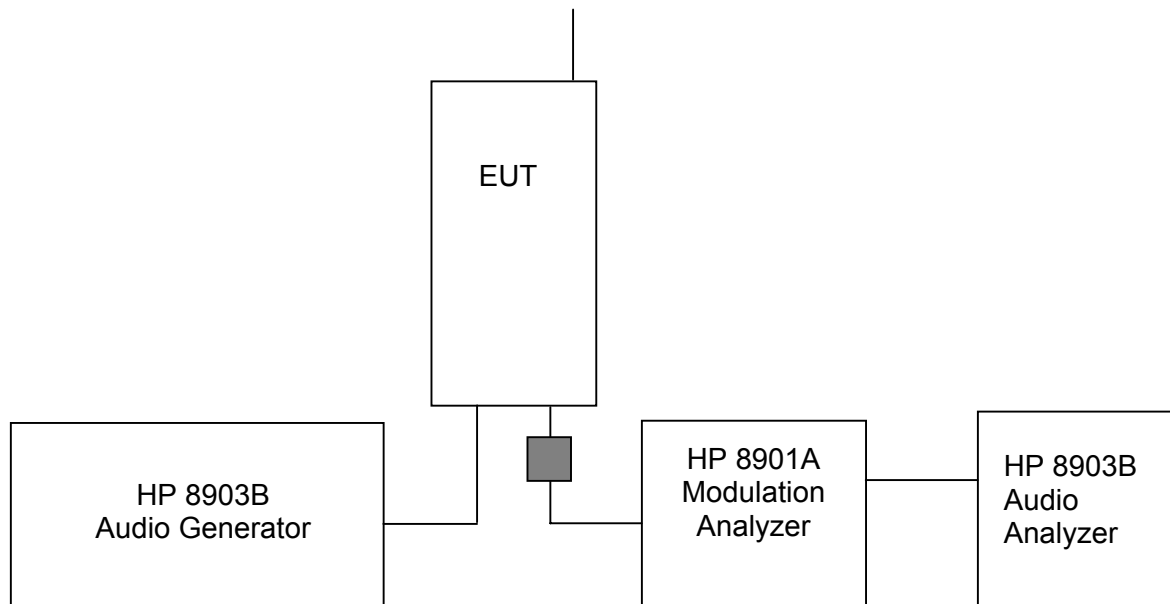 EUT
HP 8903B
Audio Generator
HP 8901A
Modulation
Analyzer
HP 8903B
Audio
Analyzer